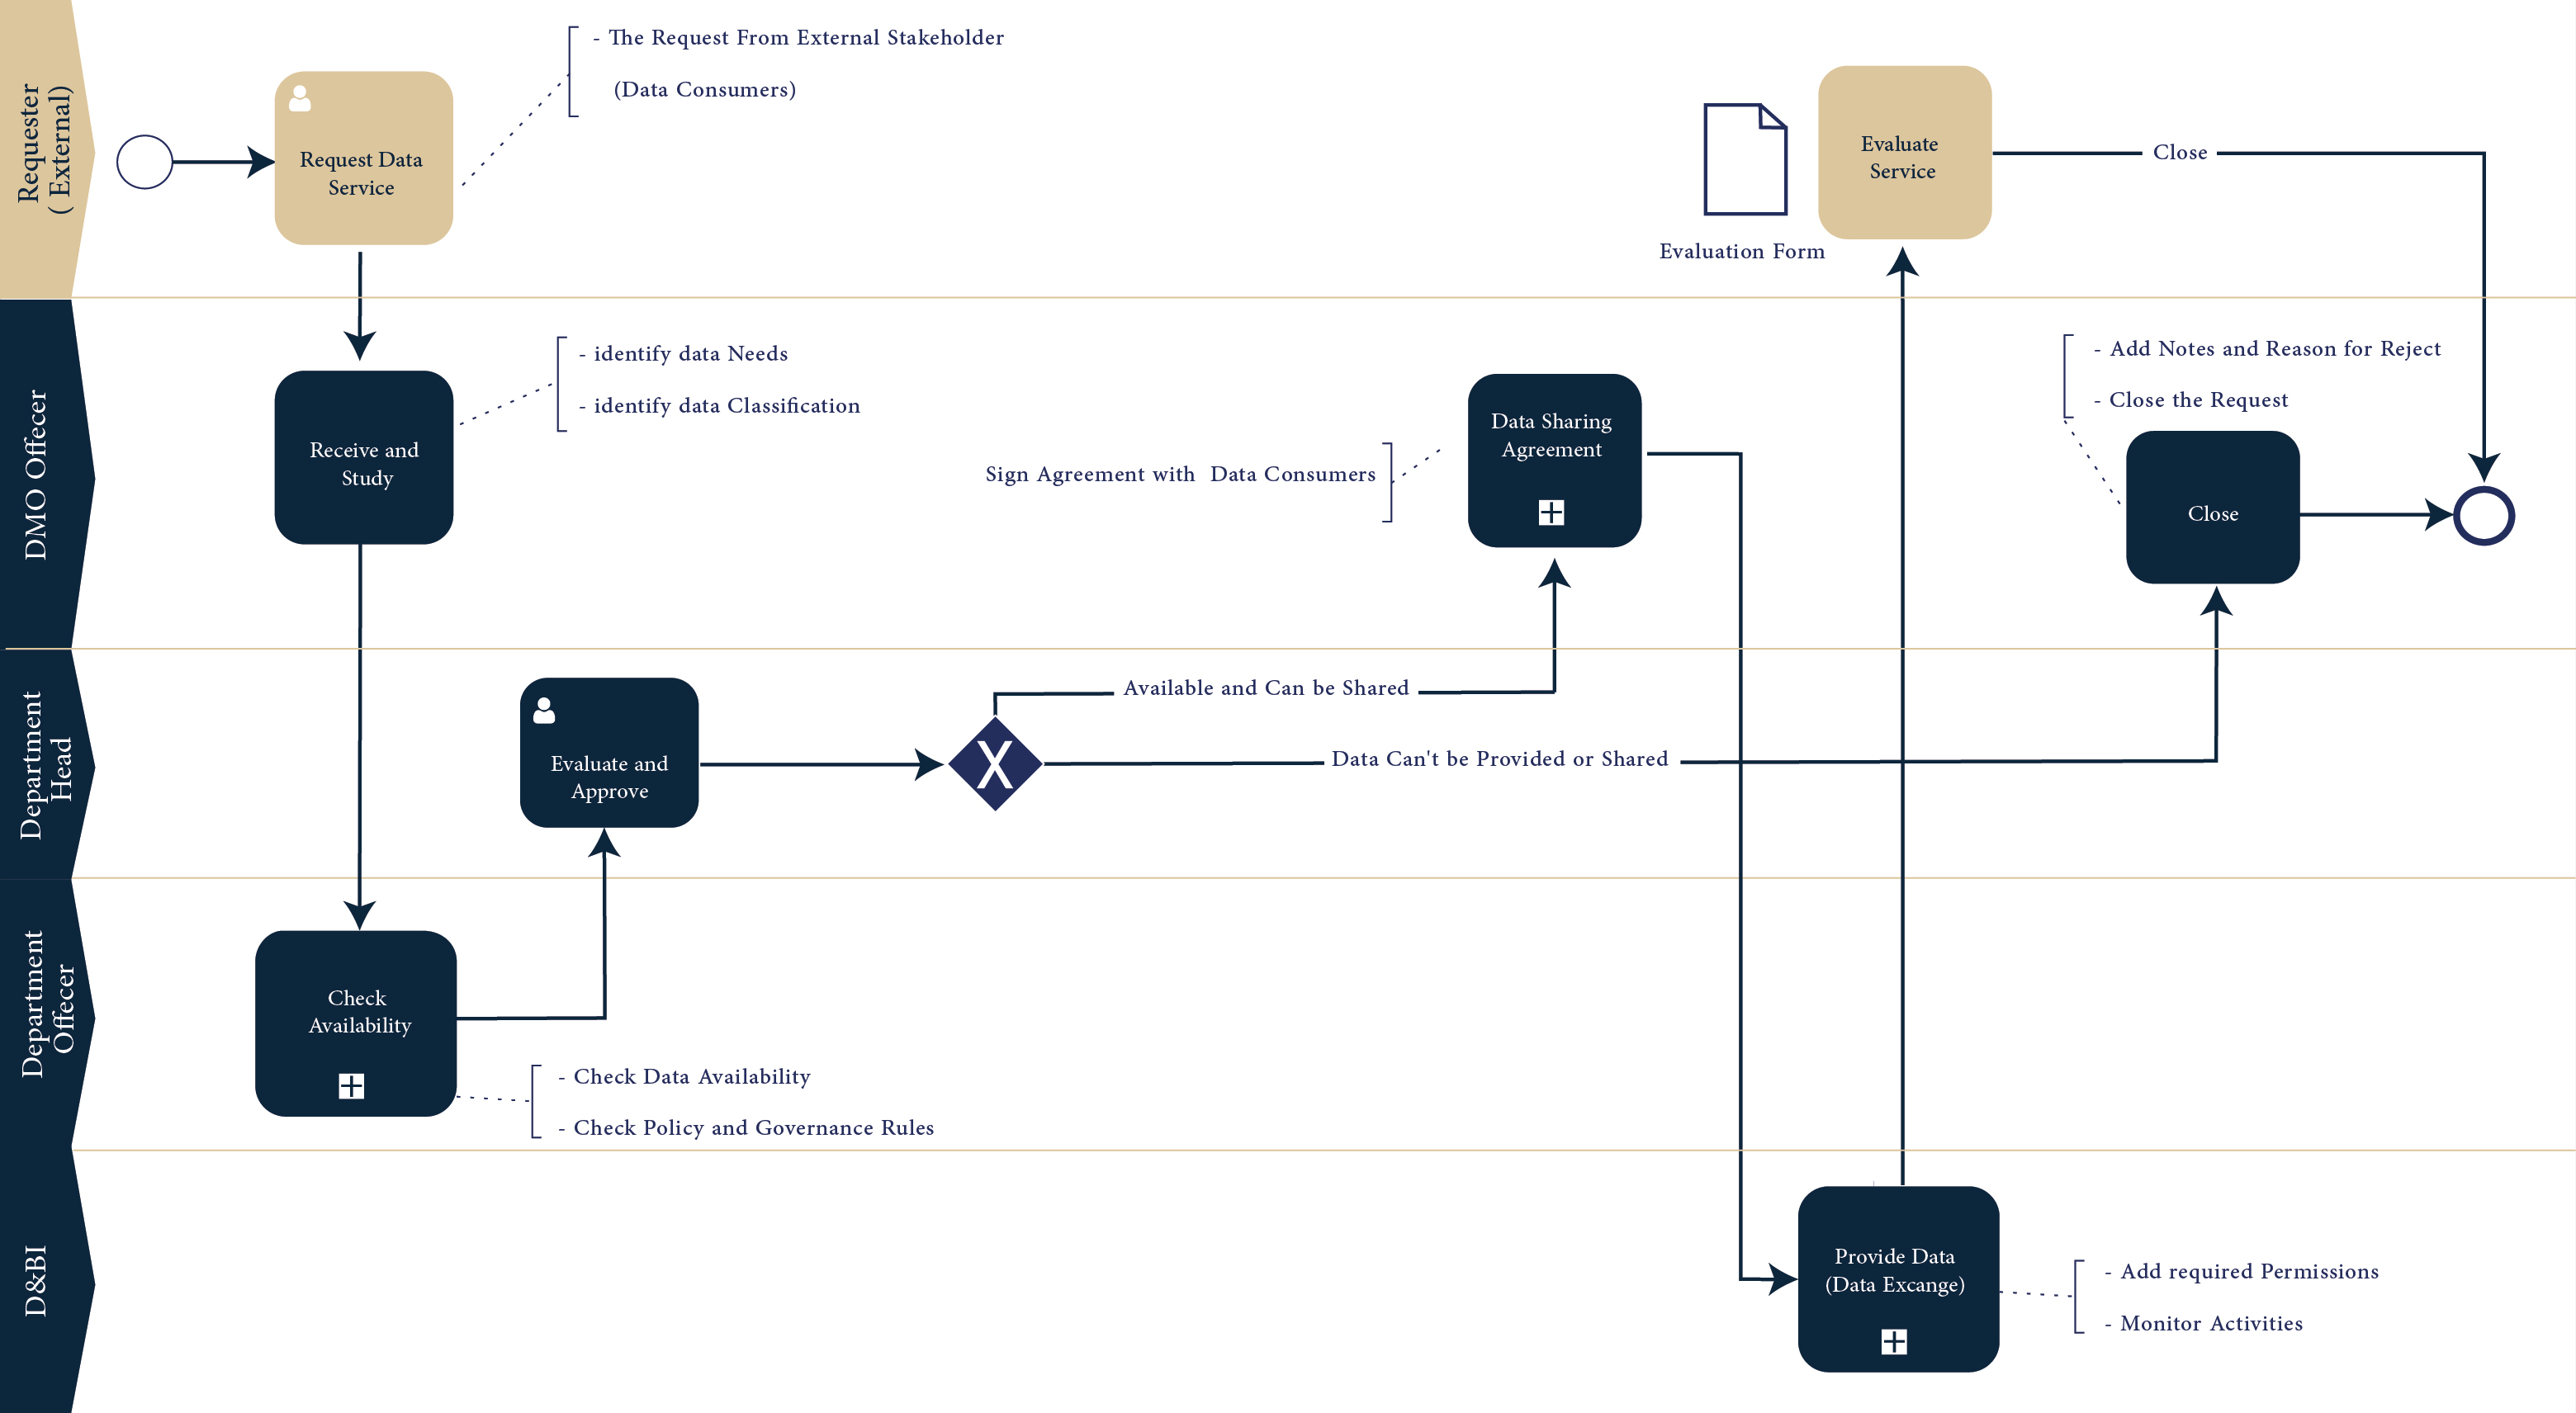 Requester
( External)
- The Request From External Stakeholder
(Data Consumers)
Request Data
Service
Evaluation Form
Evaluate
Service
Close
DMO Offecer
Receive and
Study
- identify data Needs
- identify data Classification
Sign Agreement with  Data Consumers
Data Sharing
Agreement
- Add Notes and Reason for Reject
- Close the Request
Close
Department
Head
Evaluate and
Approve
X
Available and Can be Shared
Data Can't be Provided or Shared
Department
Offecer
Check
Availability
- Check Data Availability
- Check Policy and Governance Rules
D&BI
Provide Data
(Data Excange)
- Add required Permissions
- Monitor Activities